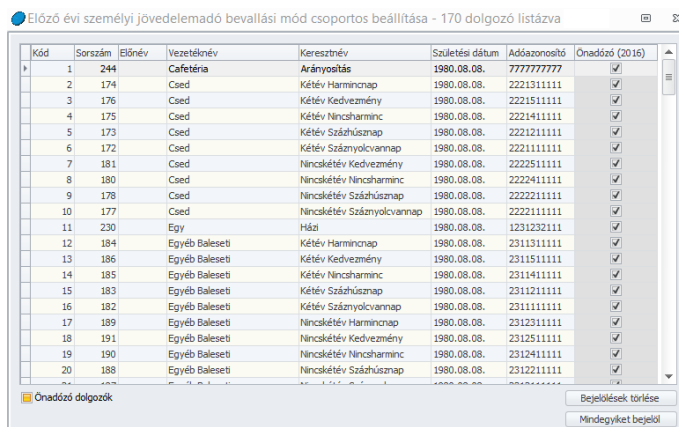 Előző évi személyi jövedelemadó bevallási mód csoportos beállítása - 170 dolgozó listázva
Kód Sorszám Előnév Vezetéknév Keresztnév Születési dátum Adóazonosító Önadózó (2016)
1 244 Cafetéria Arányosítás 1980.08.08. 7777777777
2 174 Csed Kétév Harmincnap 1980.08.08. 2221311111
3 176 Csed Kétév Kedvezmény 1980.08.08. 2221511111
4 175 Csed Kétév Nincsharminc 1980.08.08. 2221411111
5 173 Csed Kétév Százhúsznap 1980.08.08. 2221211111
6 172 Csed Kétév Száznyolcvannap 1980.08.08. 2221111111
7 181 Csed Nincskétév Kedvezmény 1980.08.08. 2222511111
8 180 Csed Nincskétév Nincsharminc 1980.08.08. 2222411111
9 178 Csed Nincskétév Százhúsznap 1980.08.08. 2222211111
10 177 Csed Nincskétév Száznyolcvannap 1980.08.08. 2222111111
11 230 Egy Házi 1980.08.08. 1231232111
12 184 Egyéb Baleseti Kétév Harmincnap 1980.08.08. 2311311111
13 186 Egyéb Baleseti Kétév Kedvezmény 1980.08.08. 2311511111
14 185 Egyéb Baleseti Kétév Nincsharminc 1980.08.08. 2311411111
15 183 Egyéb Baleseti Kétév Százhúsznap 1980.08.08. 2311211111
16 182 Egyéb Baleseti Kétév Száznyolcvannap 1980.08.08. 2311111111
17 189 Egyéb Baleseti Nincskétév Harmincnap 1980.08.08. 2312311111
18 191 Egyéb Baleseti Nincskétév Kedvezmény 1980.08.08. 2312511111
19 190 Egyéb Baleseti Nincskétév Nincsharminc 1980.08.08. 2312411111
20 188 Egyéb Baleseti Nincskétév Százhúsznap 1980.08.08. 2312211111
Önadózó dolgozók
Bejelölések törlése
Mindegyiket bejelöl